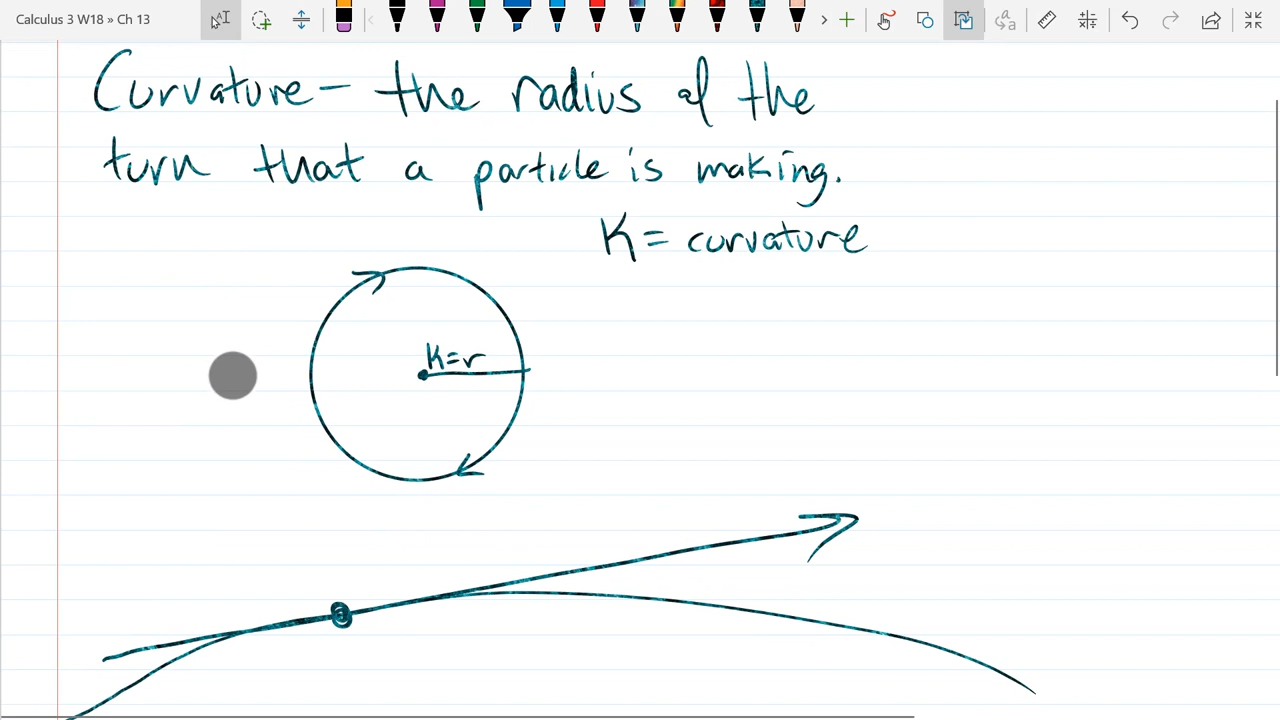 Calculus 3 W18 » Ch 13
Curvature - the radius of the
turn that a particle is making.
K = curvature
K=r